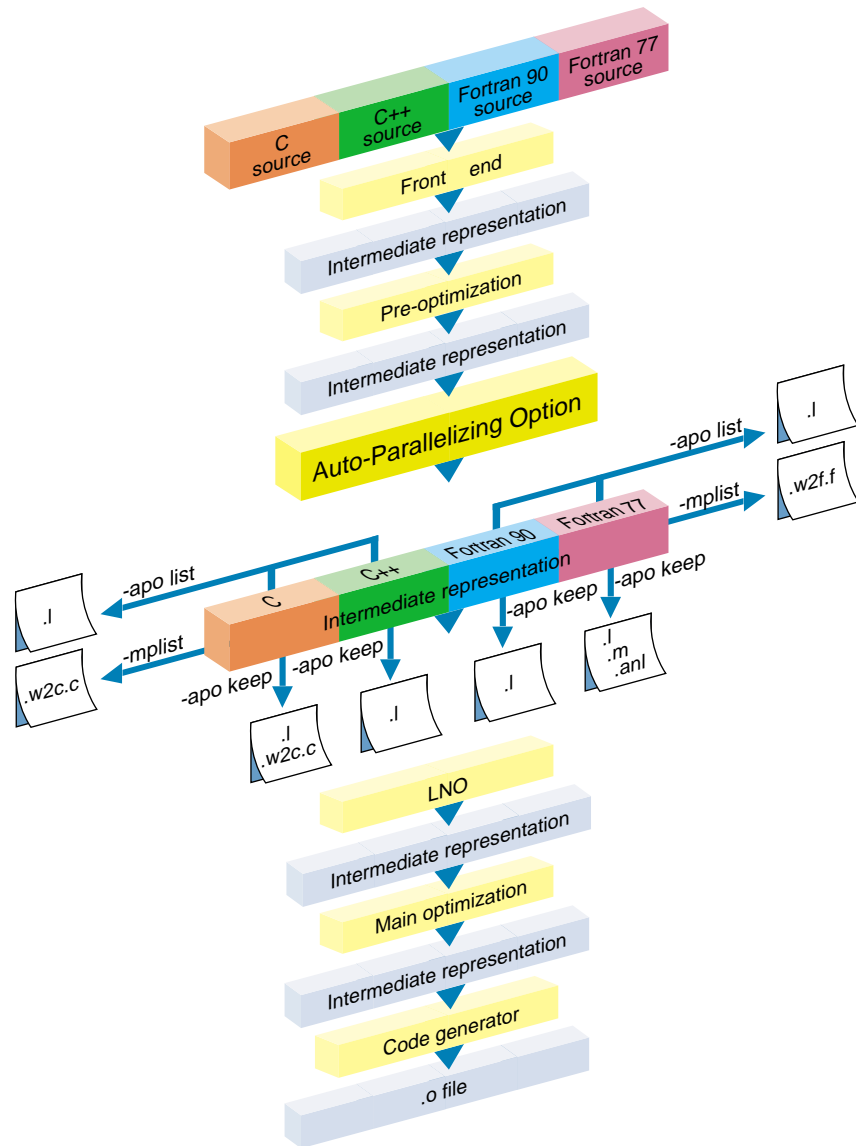 C
source
C++
source
Fortran 90
source
Fortran 77
source
Front end
Intermediate representation
Pre-optimization
Intermediate representation
Auto-Parallelizing Option
-apo list
.l
-mplist
.w2f.f
C
C++
Fortran 90
Fortran 77
Intermediate representation
-apo list
.l
-mplist
.w2c.c
-apo keep
.l
.w2c.c
-apo keep
.l
-apo keep
.l
-apo keep
.l
.m
.anl
LNO
Intermediate representation
Main optimization
Intermediate representation
Code generator
.o file